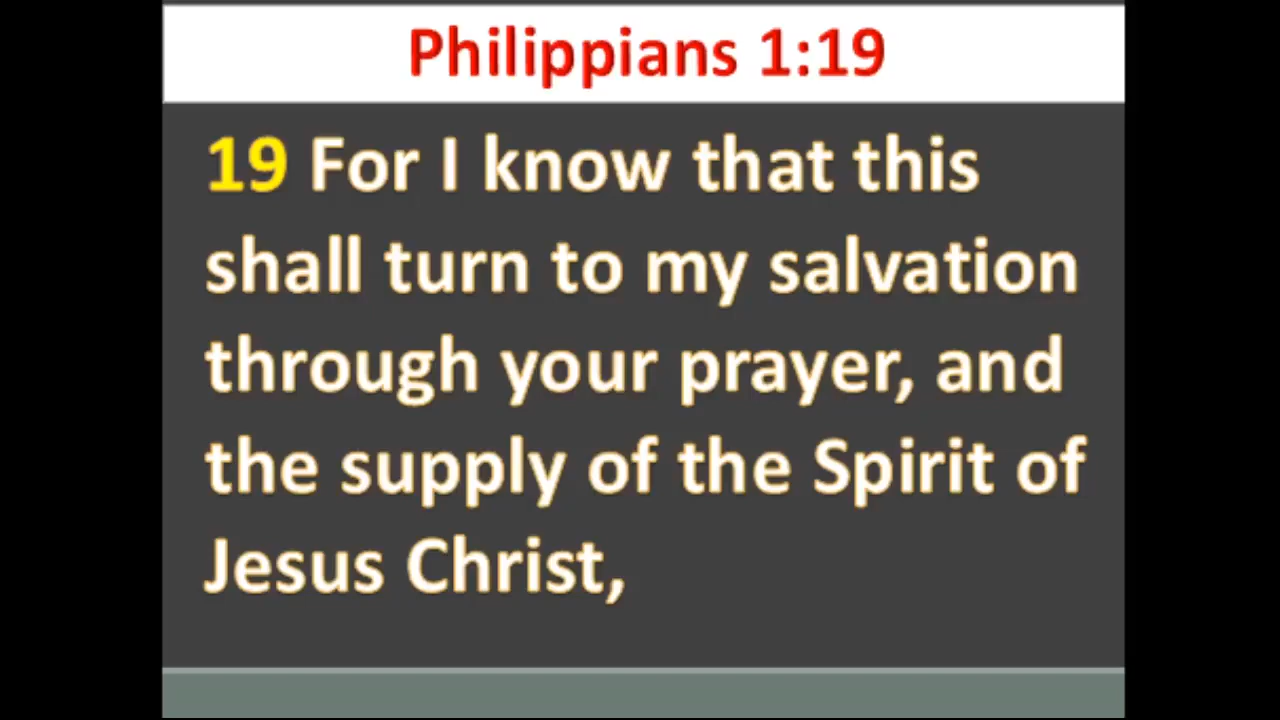 Philippians 1:19
19 For I know that this
shall turn to my salvation
through your prayer, and
the supply of the Spirit of
Jesus Christ,